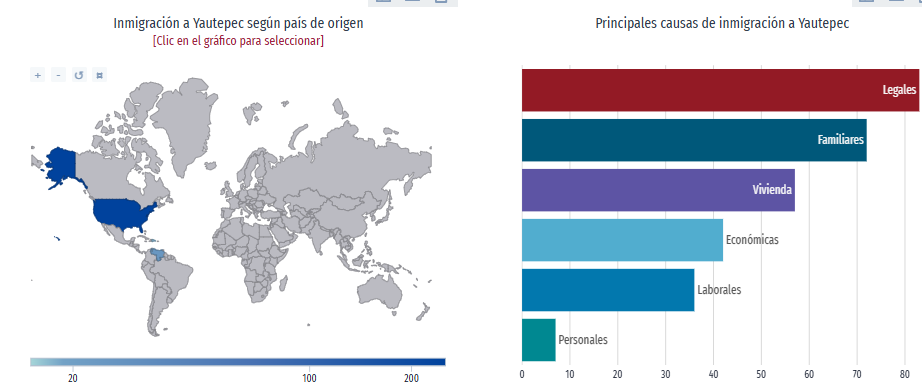 Inmigración a Yautepec según país de origen
[Clic en el gráfico para seleccionar]
+ - ↺
20 100 200
Principales causas de inmigración a Yautepec
Legales
Familiares
Vivienda
Económicas
Laborales
Personales
0 10 20 30 40 50 60 70 80